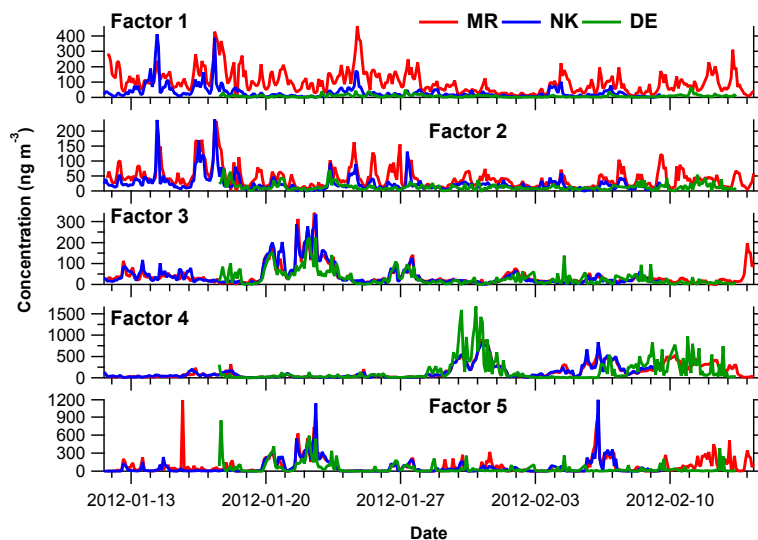 Factor 1
MR NK DE
400
300
200
100
0
Factor 2
200
150
100
50
0
Concentration (ng m-3)
Factor 3
300
200
100
0
Factor 4
1500
1000
500
0
Factor 5
1200
900
600
300
0
2012-01-13 2012-01-20 2012-01-27 2012-02-03 2012-02-10
Date